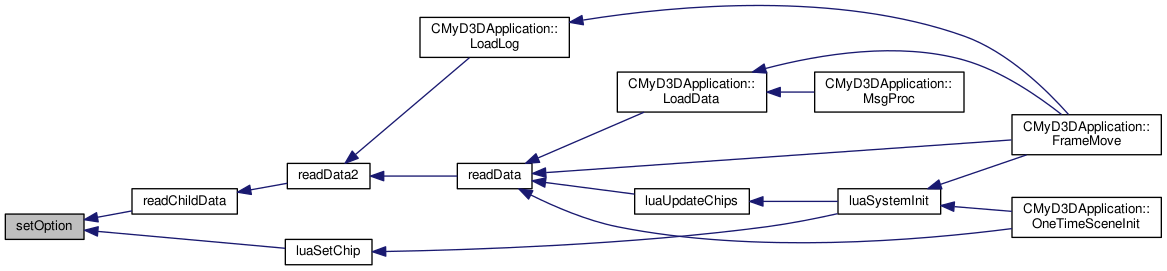 CMyD3DApplication::
LoadLog
CMyD3DApplication::
LoadData
CMyD3DApplication::
MsgProc
CMyD3DApplication::
FrameMove
readData2
readData
readChildData
luaUpdateChips
luaSystemInit
setOption
luaSetChip
CMyD3DApplication::
OneTimeSceneInit